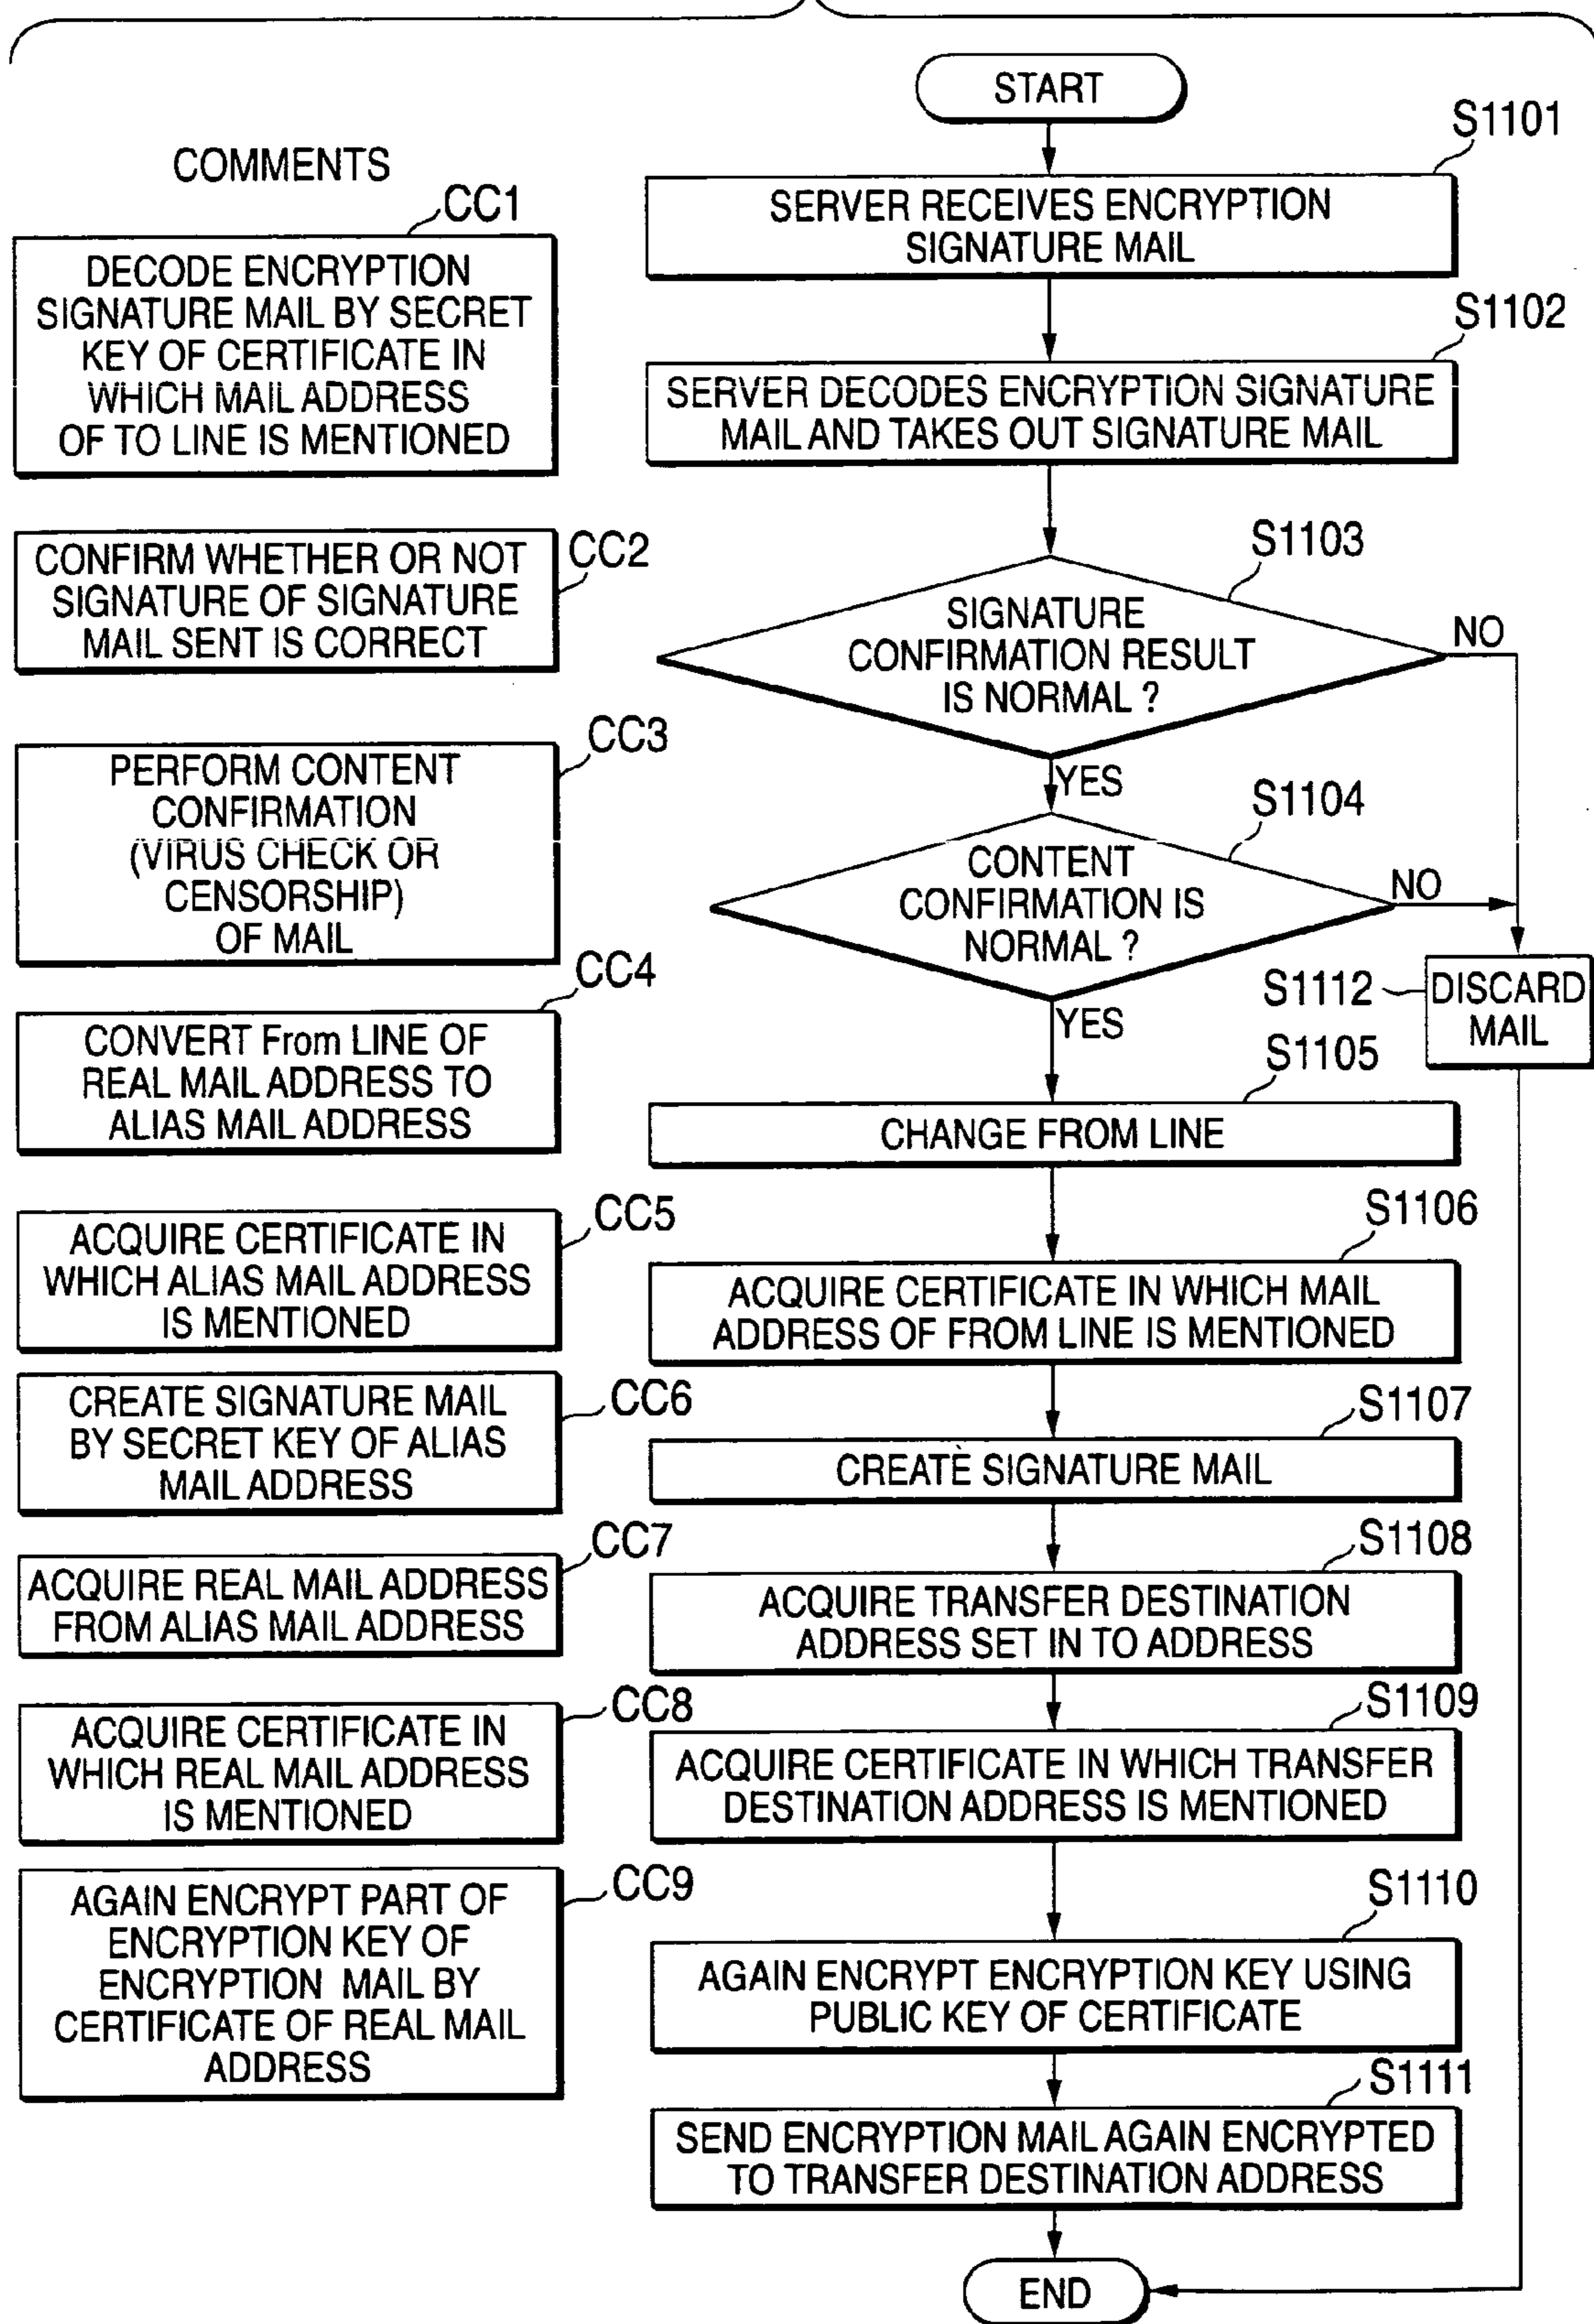 COMMENTS
CC1
DECODE ENCRYPTION
SIGNATURE MAIL BY SECRET
KEY OF CERTIFICATE IN
WHICH MAIL ADDRESS
OF TO LINE IS MENTIONED
CC2
CONFIRM WHETHER OR NOT
SIGNATURE OF SIGNATURE
MAIL SENT IS CORRECT
CC3
PERFORM CONTENT
CONFIRMATION
(VIRUS CHECK OR
CENSORSHIP)
OF MAIL
CC4
CONVERT From LINE OF
REAL MAIL ADDRESS TO
ALIAS MAIL ADDRESS
CC5
ACQUIRE CERTIFICATE IN
WHICH ALIAS MAIL ADDRESS
IS MENTIONED
CC6
CREATE SIGNATURE MAIL
BY SECRET KEY OF ALIAS
MAIL ADDRESS
CC7
ACQUIRE REAL MAIL ADDRESS
FROM ALIAS MAIL ADDRESS
CC8
ACQUIRE CERTIFICATE IN
WHICH REAL MAIL ADDRESS
IS MENTIONED
CC9
AGAIN ENCRYPT PART OF
ENCRYPTION KEY OF
ENCRYPTION MAIL BY
CERTIFICATE OF REAL MAIL
ADDRESS
START
S1101
SERVER RECEIVES ENCRYPTION
SIGNATURE MAIL
S1102
SERVER DECODES ENCRYPTION SIGNATURE
MAIL AND TAKES OUT SIGNATURE MAIL
S1103
SIGNATURE
CONFIRMATION RESULT
IS NORMAL ?
NO
YES
S1104
CONTENT
CONFIRMATION IS
NORMAL ?
NO
YES
S1112
DISCARD
MAIL
S1105
CHANGE FROM LINE
S1106
ACQUIRE CERTIFICATE IN WHICH MAIL
ADDRESS OF FROM LINE IS MENTIONED
S1107
CREATE SIGNATURE MAIL
S1108
ACQUIRE TRANSFER DESTINATION
ADDRESS SET IN TO ADDRESS
S1109
ACQUIRE CERTIFICATE IN WHICH TRANSFER
DESTINATION ADDRESS IS MENTIONED
S1110
AGAIN ENCRYPT ENCRYPTION KEY USING
PUBLIC KEY OF CERTIFICATE
S1111
SEND ENCRYPTION MAIL AGAIN ENCRYPTED
TO TRANSFER DESTINATION ADDRESS
END